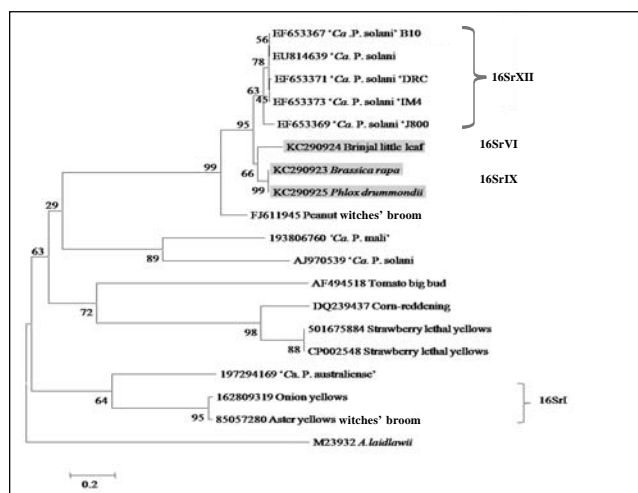 EF653367 "Ca .P. solani" B10
56
EU814639 "Ca. P. solani
78
EF653371 "Ca. P. solani "DRC
16SrXII
63
45
EF653373 "Ca. P. solani "IM4
EF653369 "Ca. P. solani "J800
95
KC290924 Brinjal little leaf
16SrVI
99
66
KC290923 Brassica rapa
16SrIX
99
KC290925 Phlox drummondii
29
FJ611945 Peanut witches' broom
193806760 "Ca. P. mali"
63
89
AJ970539 "Ca. P. solani
AF494518 Tomato big bud
72
DQ239437 Corn-reddening
98
501675884 Strawberry lethal yellows
88
CP002548 Strawberry lethal yellows
197294169 "Ca. P. australiense"
64
162809319 Onion yellows
16SrI
95
85057280 Aster yellows witches' broom
M23932 A.laidlawii
0.2